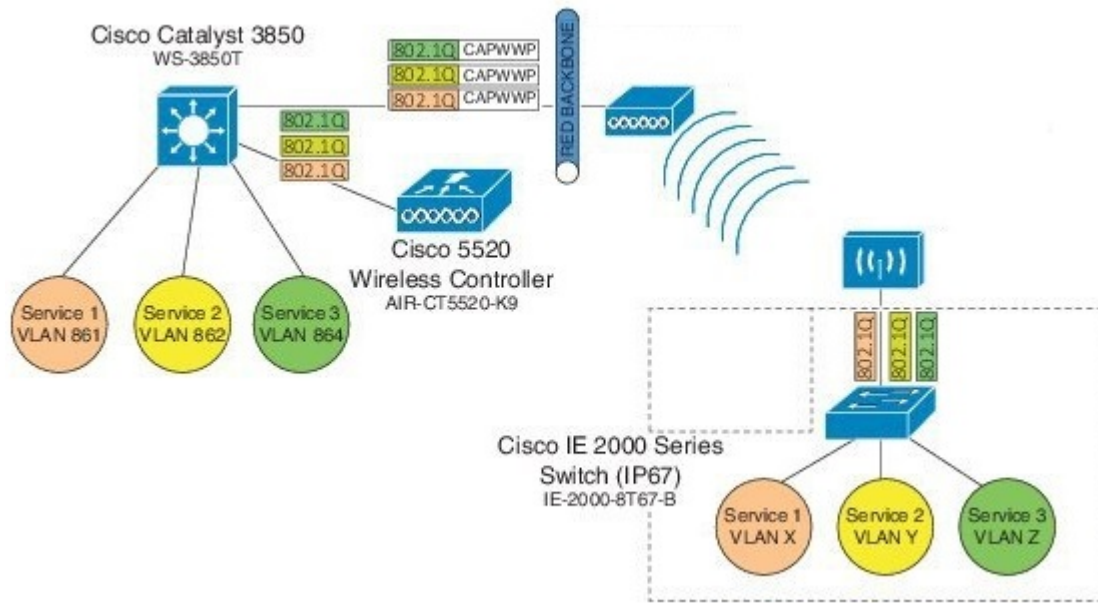 Cisco Catalyst 3850
WS-3850T
802.1Q CAPWWP
802.1Q CAPWWP
802.1Q CAPWWP
RED BACKBONE
802.1Q
802.1Q
802.1Q
Cisco 5520
Wireless Controller
AIR-CT5520-K9
Service 1
VLAN 861
Service 2
VLAN 862
Service 3
VLAN 864
802.1Q
802.1Q
802.1Q
Cisco IE 2000 Series
Switch (IP67)
IE-2000-8T67-B
Service 1
VLAN X
Service 2
VLAN Y
Service 3
VLAN Z